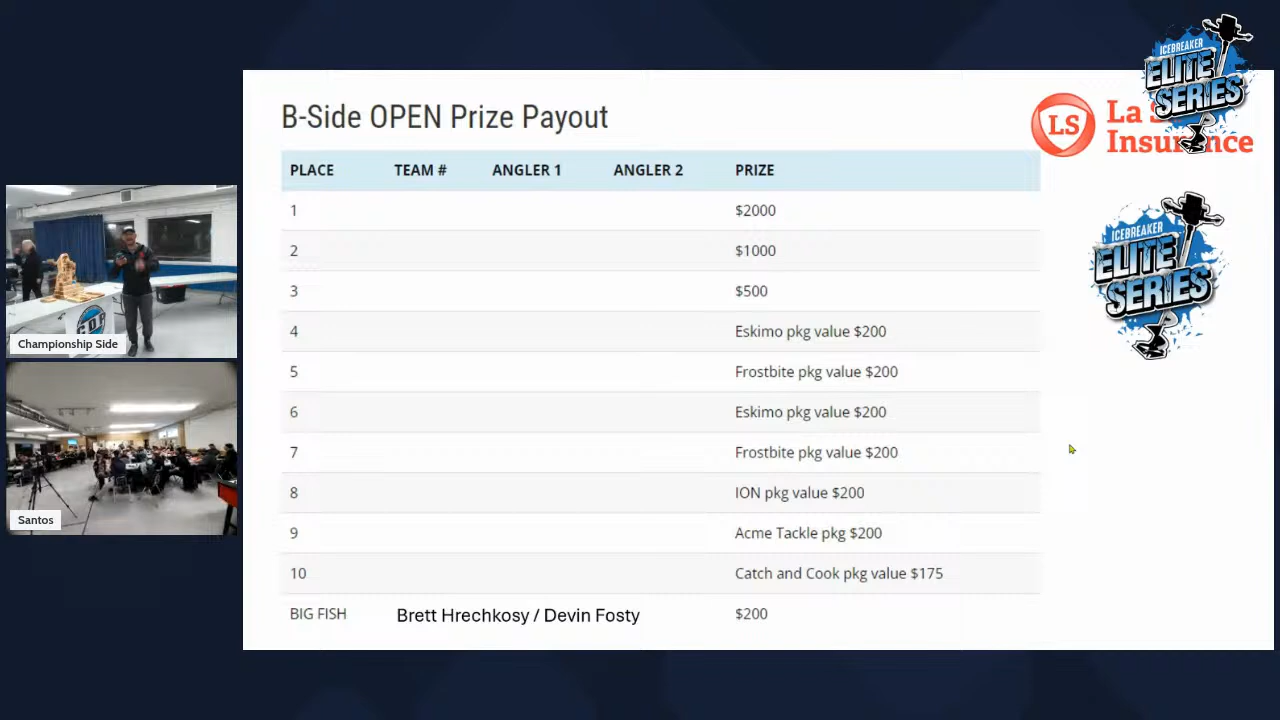 B-Side OPEN Prize Payout
PLACE TEAM # ANGLER 1 ANGLER 2 PRIZE
1 $2000
2 $1000
3 $500
4 Eskimo pkg value $200
5 Frostbite pkg value $200
6 Eskimo pkg value $200
7 Frostbite pkg value $200
8 ION pkg value $200
9 Acme Tackle pkg $200
10 Catch and Cook pkg value $175
BIG FISH Brett Hrechkosy / Devin Fosty $200
ICEBREAKER
ELITE
SERIES
LS
La
Insurance
ICEBREAKER
ELITE
SERIES
Championship Side
Santos